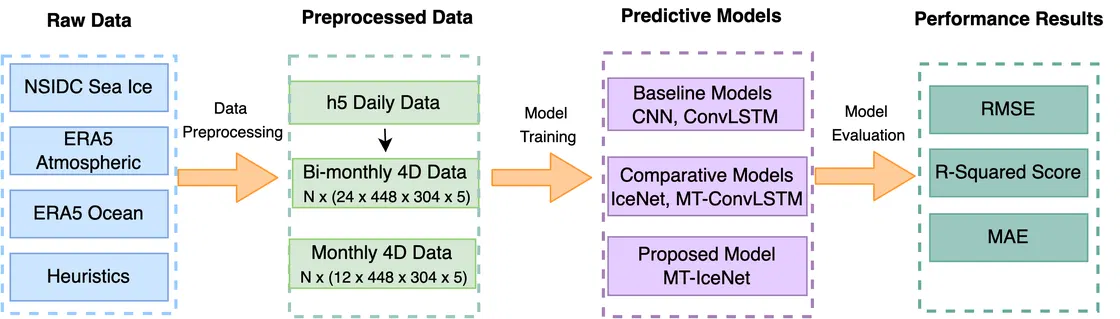 Raw Data
NSIDC Sea Ice
ERA5
Atmospheric
ERA5 Ocean
Heuristics
Data
Preprocessing
Preprocessed Data
h5 Daily Data
Bi-monthly 4D Data
N x (24 x 448 x 304 x 5)
Monthly 4D Data
N x (12 x 448 x 304 x 5)
Model
Training
Predictive Models
Baseline Models
CNN, ConvLSTM
Comparative Models
IceNet, MT-ConvLSTM
Proposed Model
MT-IceNet
Model
Evaluation
Performance Results
RMSE
R-Squared Score
MAE